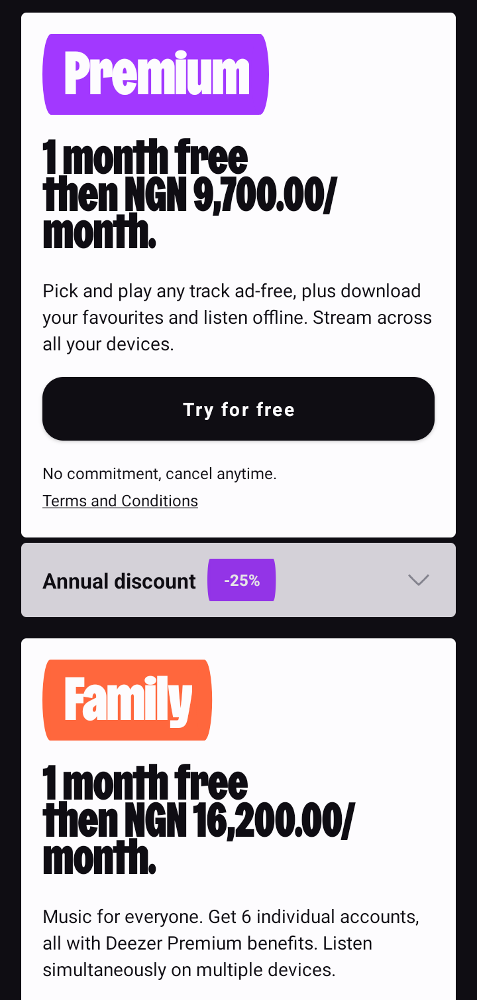 Premium
1 month free
then NGN 9,700.00/
month.
Pick and play any track ad-free, plus download
your favourites and listen offline. Stream across
all your devices.
Try for free
No commitment, cancel anytime.
Terms and Conditions
Annual discount -25%
Family
1 month free
then NGN 16,200.00/
month.
Music for everyone. Get 6 individual accounts,
all with Deezer Premium benefits. Listen
simultaneously on multiple devices.